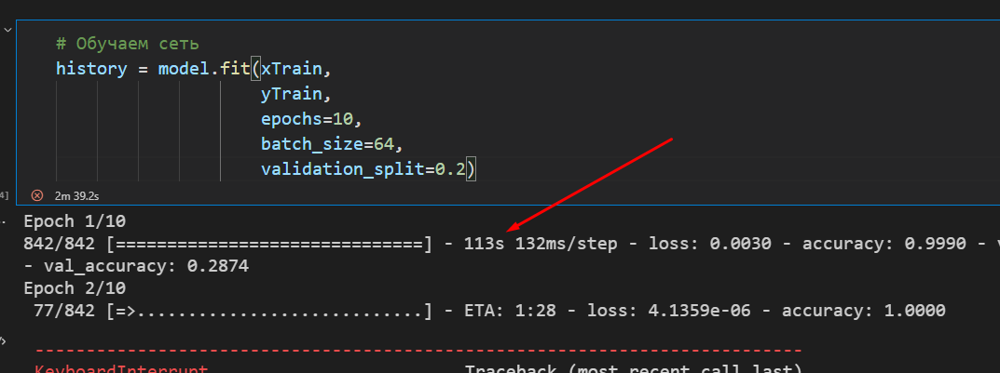 # Обучаем сеть
history = model.fit(xTrain,
yTrain,
epochs=10,
batch_size=64,
validation_split=0.2)
4]
2m 39.2s
Epoch 1/10
842/842 [==============================] - 113s 132ms/step - loss: 0.0030 - accuracy: 0.9990 -
- val_accuracy: 0.2874
Epoch 2/10
77/842 [=>............................] - ETA: 1:28 - loss: 4.1359e-06 - accuracy: 1.0000
---------------------------------------------------------------------------
KeyboardInterrupt Traceback (most recent call last)